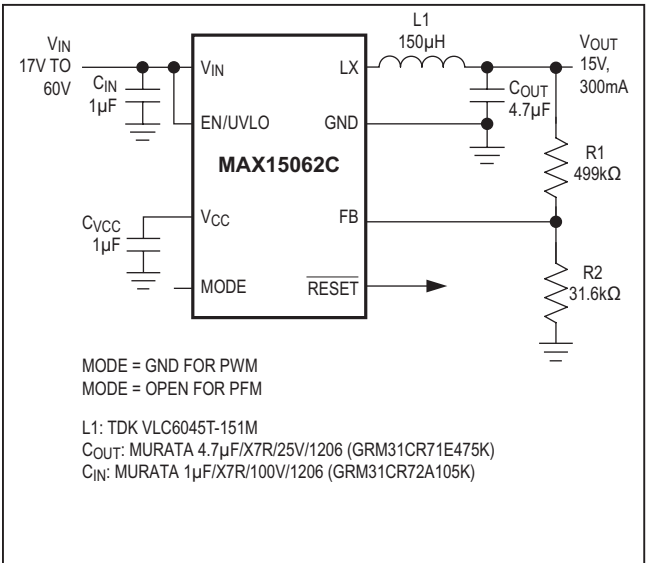 L1
150µH
VIN
17V TO
60V
CIN
1µF
VIN
LX
VOUT
15V,
300mA
COUT
4.7µF
EN/UVLO
GND
MAX15062C
R1
499kΩ
CVCC
1µF
VCC
FB
MODE
RESET
R2
31.6kΩ
MODE = GND FOR PWM
MODE = OPEN FOR PFM
L1: TDK VLC6045T-151M
COUT: MURATA 4.7µF/X7R/25V/1206 (GRM31CR71E475K)
CIN: MURATA 1µF/X7R/100V/1206 (GRM31CR72A105K)